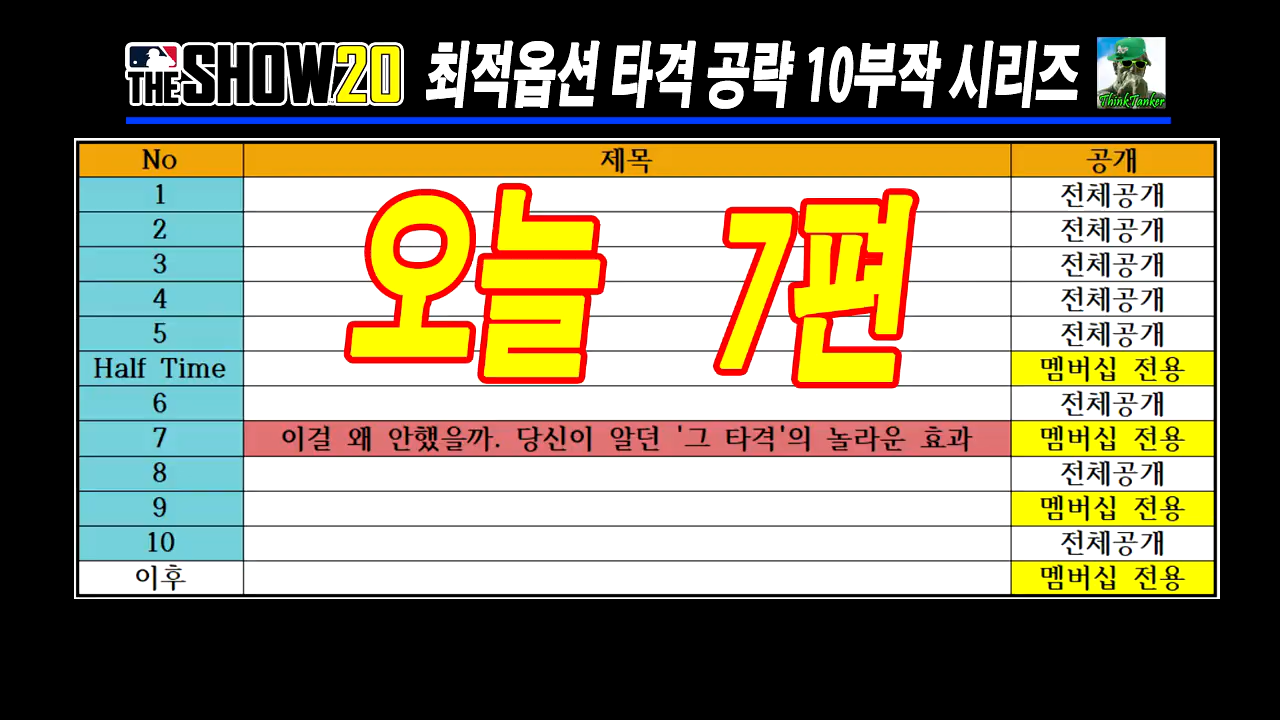 THE SHOW 20 최적옵션 타격 공략 10부작 시리즈
ThinkTanker
No 제목 공개
1 전체공개
2 전체공개
3 전체공개
4 전체공개
5 전체공개
오늘 7편
Half Time 멤버십 전용
6 전체공개
7 이걸 왜 안했을까. 당신이 알던 '그 타격'의 놀라운 효과 멤버십 전용
8 전체공개
9 멤버십 전용
10 전체공개
이후 멤버십 전용